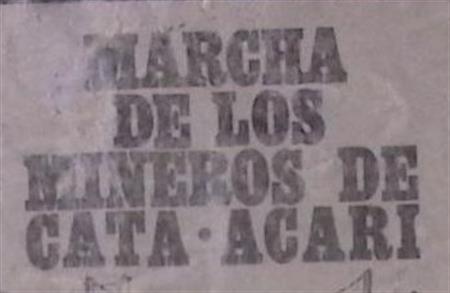 MARCHA
DE LOS
MINEROS DE
CATA · ACARI